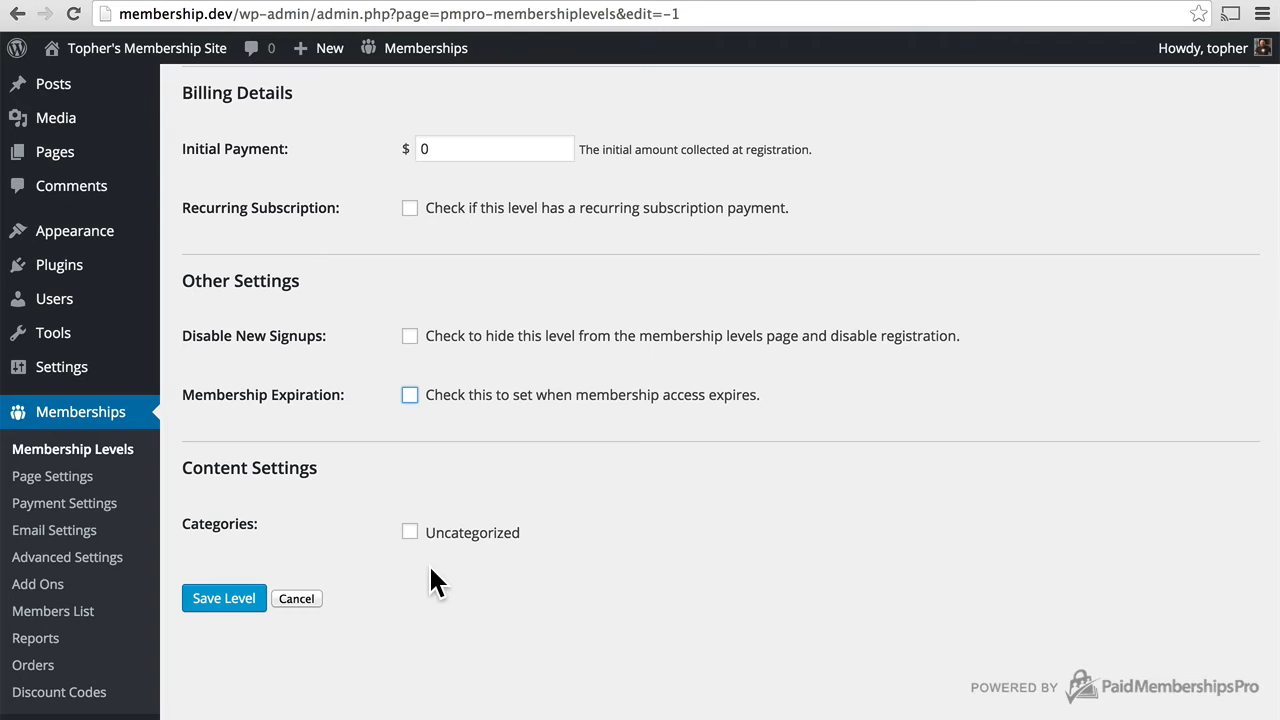 membership.dev/wp-admin/admin.php?page=pmpro-membershiplevels&edit=-1
Topher's Membership Site 0 New Memberships Howdy, topher
Posts
Media
Pages
Comments
Appearance
Plugins
Users
Tools
Settings
Memberships
Membership Levels
Page Settings
Payment Settings
Email Settings
Advanced Settings
Add Ons
Members List
Reports
Orders
Discount Codes
Billing Details
Initial Payment: $ 0 The initial amount collected at registration.
Recurring Subscription: Check if this level has a recurring subscription payment.
Other Settings
Disable New Signups: Check to hide this level from the membership levels page and disable registration.
Membership Expiration: Check this to set when membership access expires.
Content Settings
Categories: Uncategorized
Save Level Cancel
POWERED BY PaidMembershipsPro